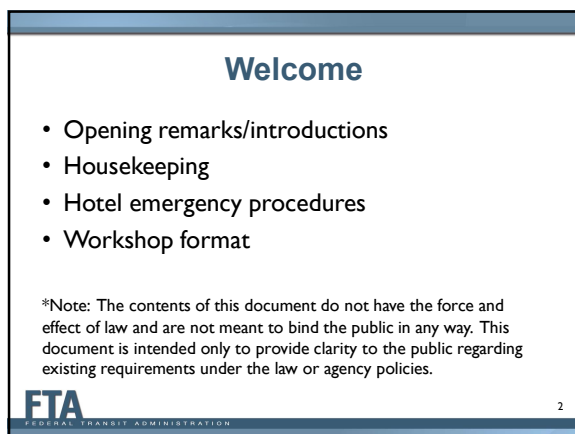 Welcome
• Opening remarks/introductions
• Housekeeping
• Hotel emergency procedures
• Workshop format
*Note: The contents of this document do not have the force and
effect of law and are not meant to bind the public in any way. This
document is intended only to provide clarity to the public regarding
existing requirements under the law or agency policies.
FTA
FEDERAL TRANSIT ADMINISTRATION
2